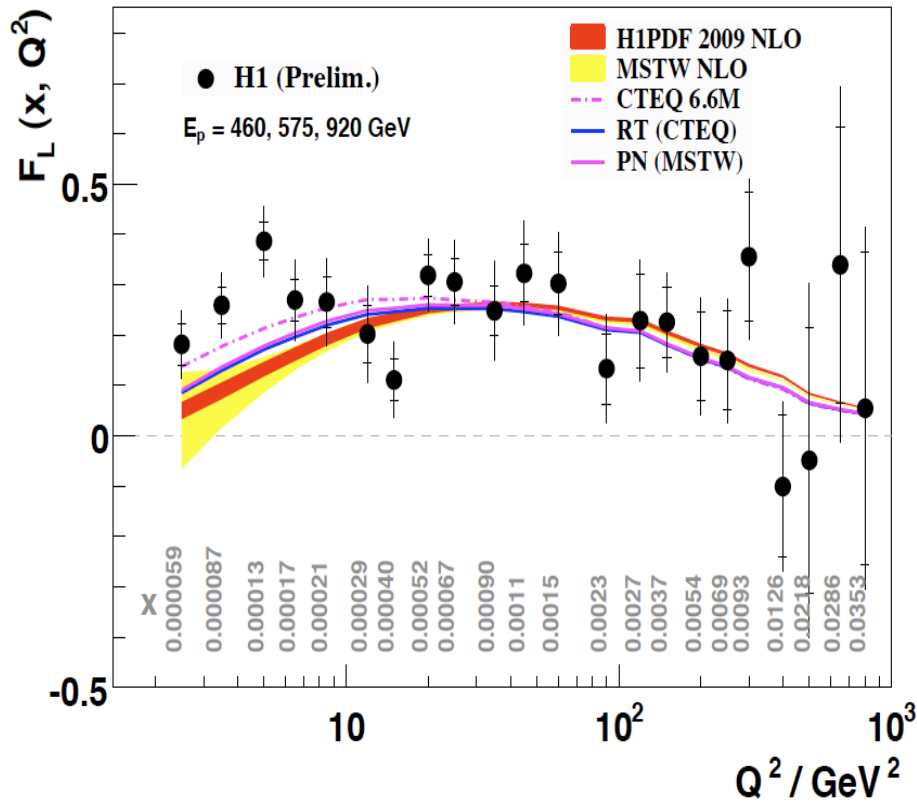 F_L (x, Q²)
H1 (Prelim.)
E_p = 460, 575, 920 GeV
H1PDF 2009 NLO
MSTW NLO
CTEQ 6.6M
RT (CTEQ)
PN (MSTW)
0.5
0
-0.5
x
0.000059
0.000087
0.00013
0.00017
0.00021
0.00029
0.00040
0.00052
0.00067
0.00090
0.0011
0.0015
0.0023
0.0027
0.0037
0.0054
0.0069
0.0093
0.0126
0.0218
0.0286
0.0353
10
10²
10³
Q² / GeV²